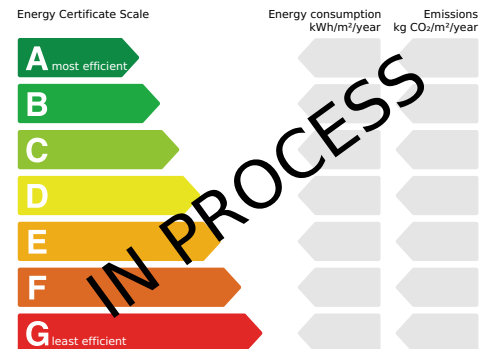 Energy Certificate Scale
Energy consumption
kWh/m²/year
Emissions
kg CO₂/m²/year
A most efficient
B
C
D
E
F
G least efficient
IN PROCESS